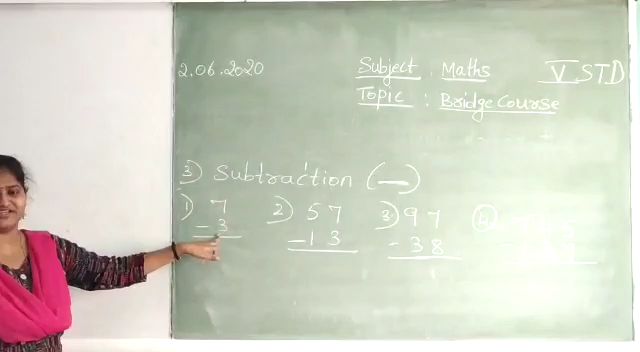 2.06.2020
Subject : Maths
V STD
Topic : Bridge Course
3) Subtraction (—)
1) 7
- 3
2) 57
- 13
3) 97
- 38
4)